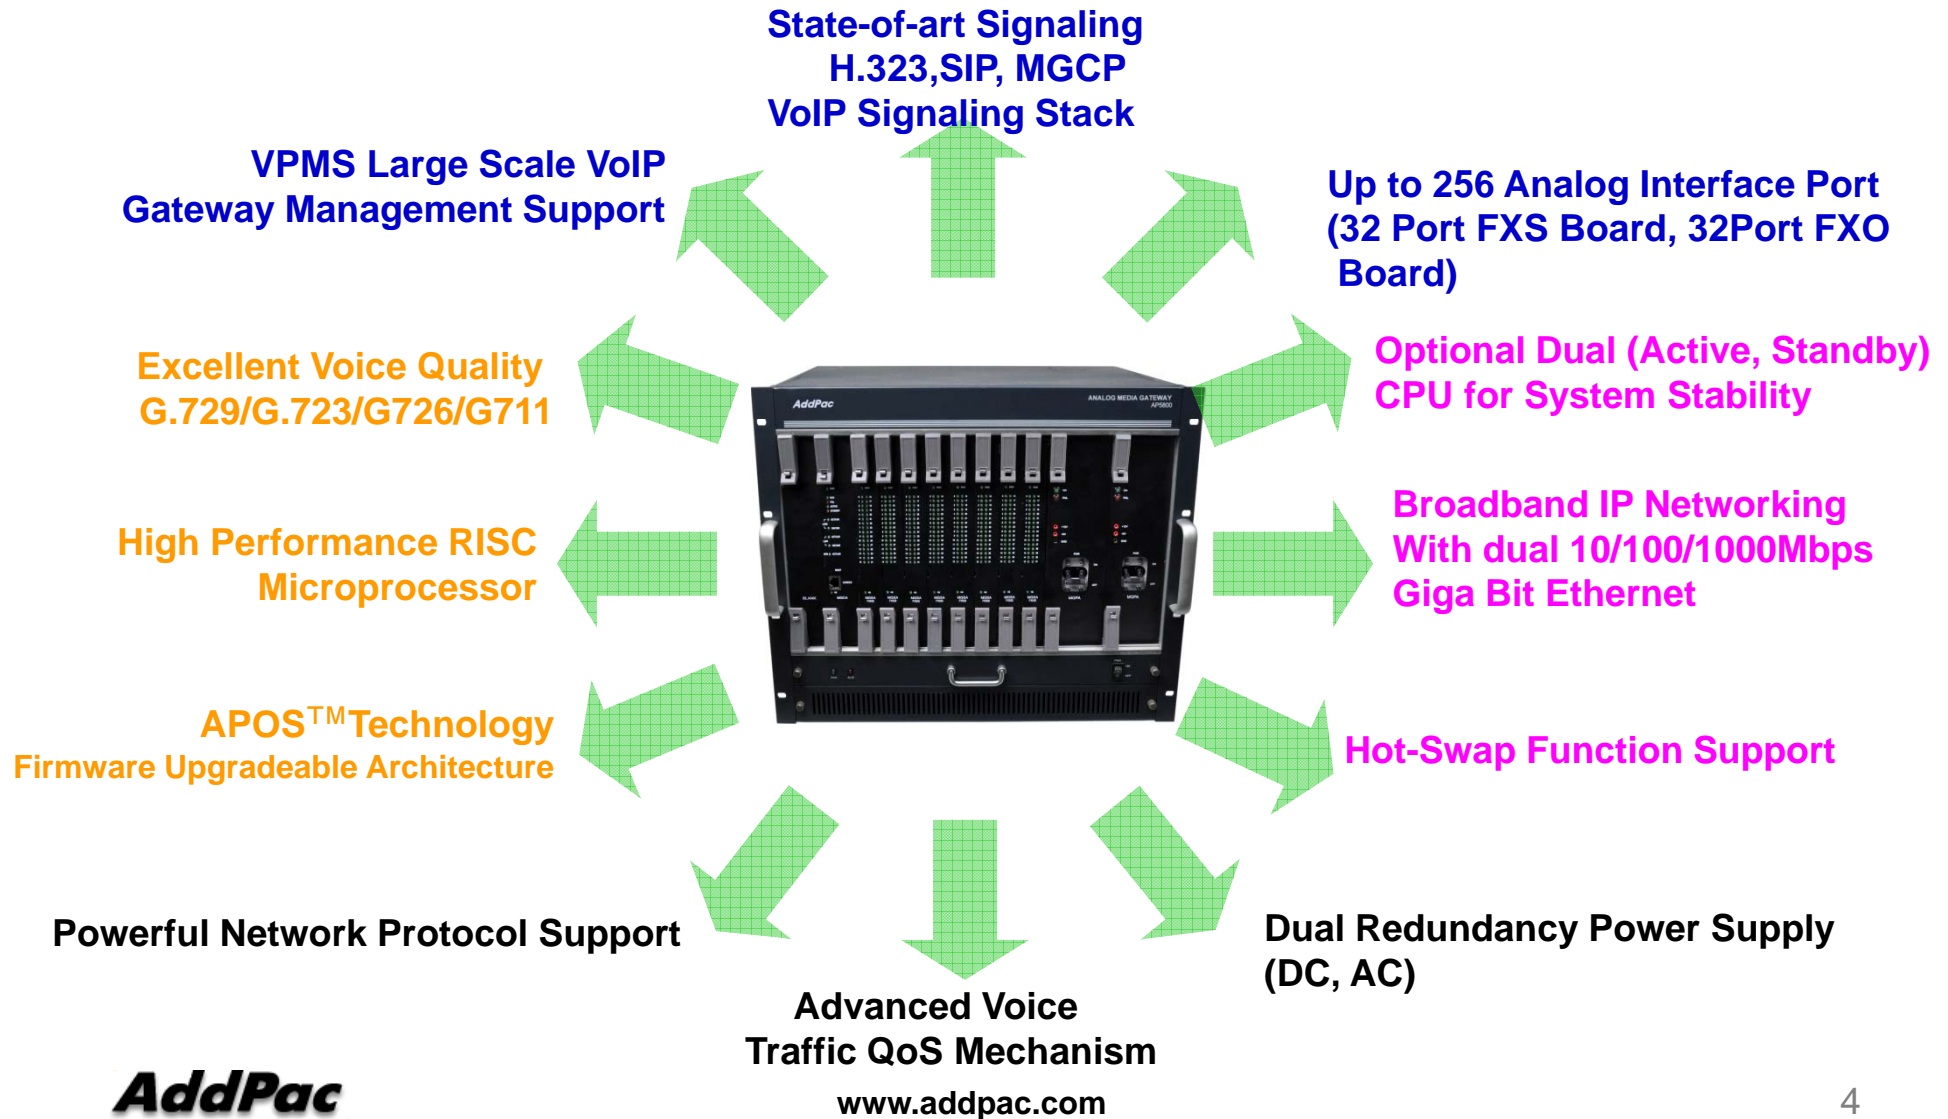 State-of-art Signaling
H.323,SIP, MGCP
VoIP Signaling Stack
VPMS Large Scale VoIP
Gateway Management Support
Up to 256 Analog Interface Port
(32 Port FXS Board, 32Port FXO
Board)
Excellent Voice Quality
G.729/G.723/G726/G711
Optional Dual (Active, Standby)
CPU for System Stability
AddPac
ANALOG MEDIA GATEWAY
AP5800
High Performance RISC
Microprocessor
Broadband IP Networking
With dual 10/100/1000Mbps
Giga Bit Ethernet
APOS™Technology
Firmware Upgradeable Architecture
Hot-Swap Function Support
Powerful Network Protocol Support
Dual Redundancy Power Supply
(DC, AC)
Advanced Voice
Traffic QoS Mechanism
AddPac
www.addpac.com
4